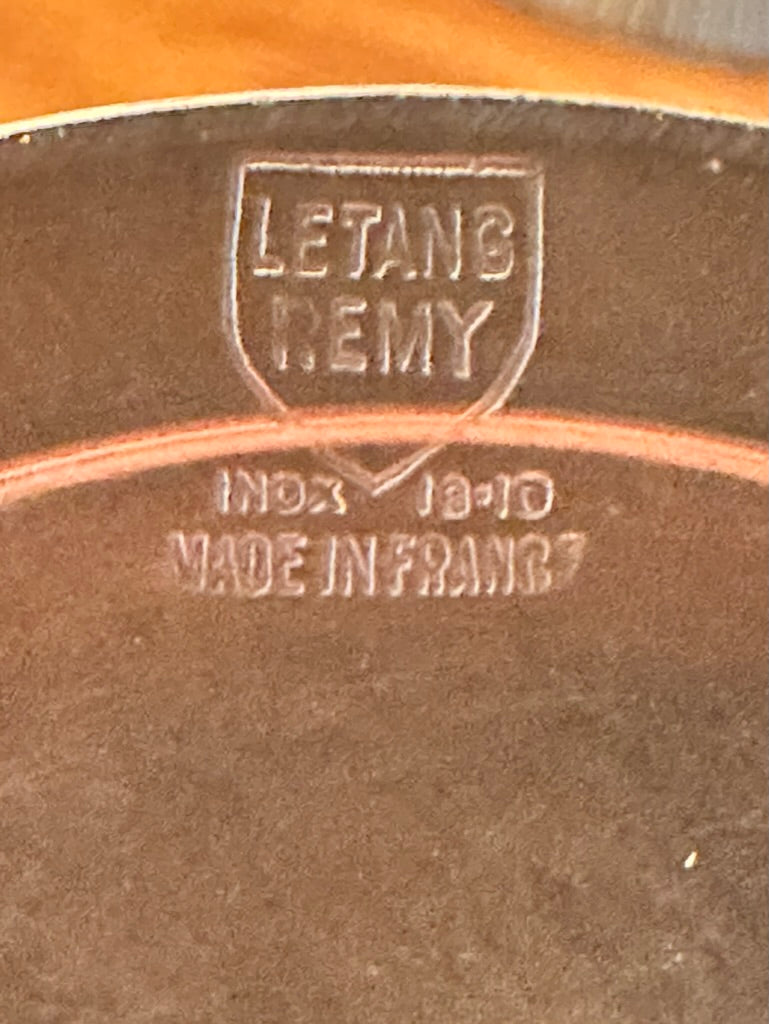 LETANG
REMY
INOX 18-10
MADE IN FRANCE